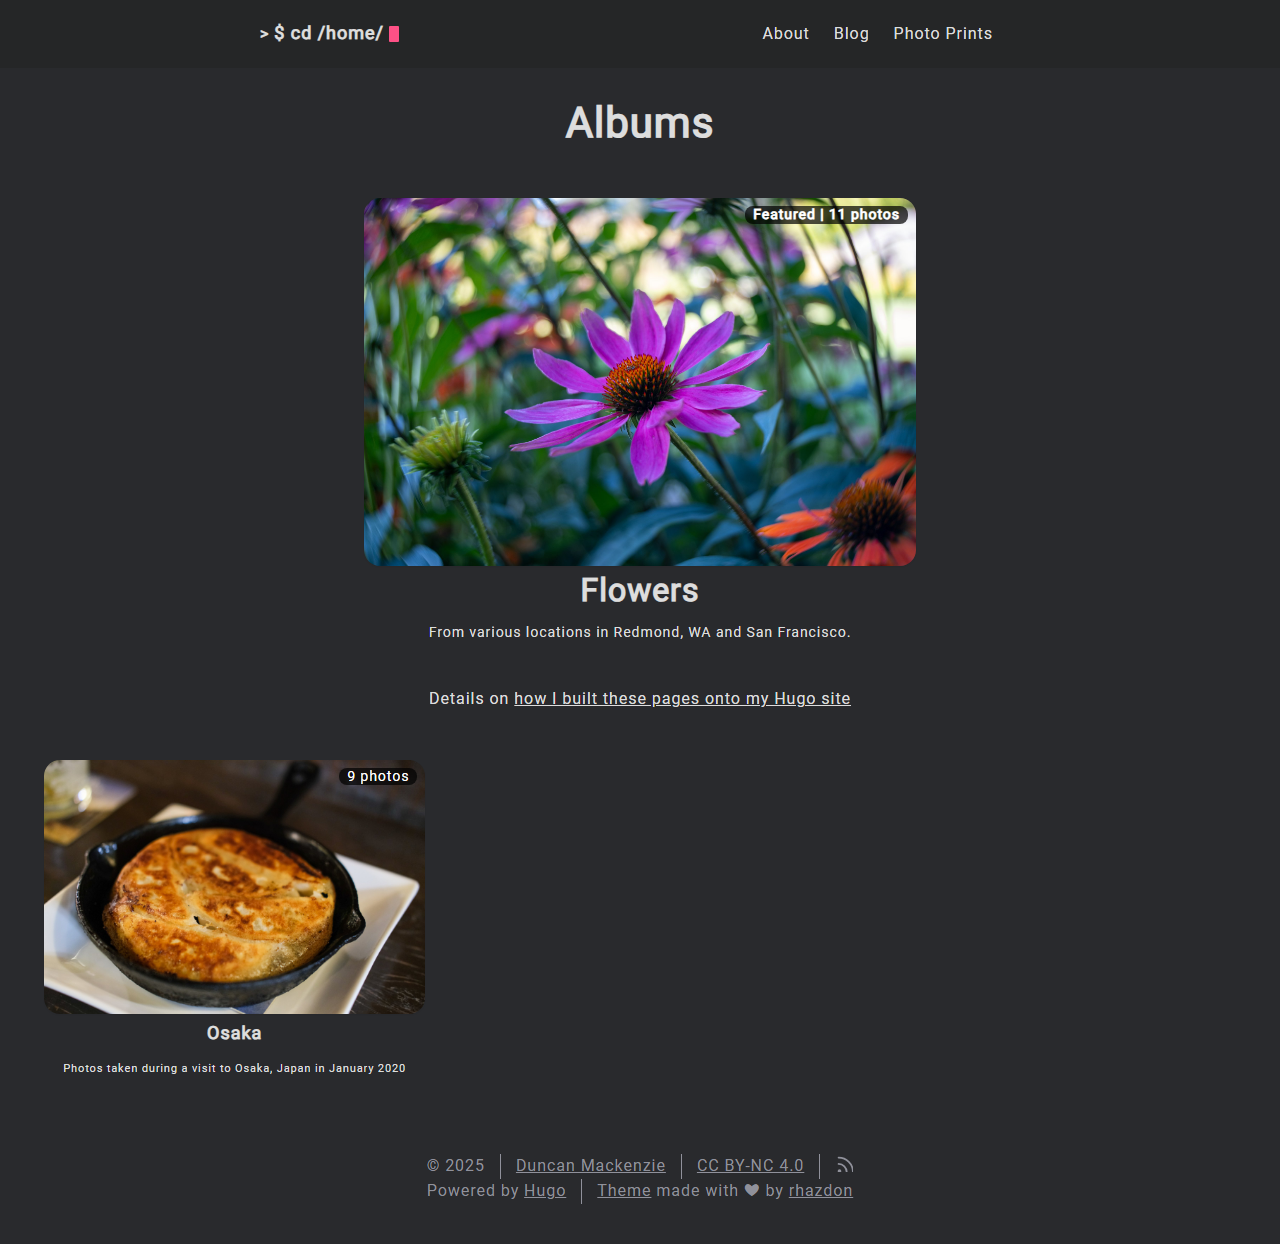 > $ cd /home/
About
Blog
Photo Prints
Albums
Featured | 11 photos
Flowers
From various locations in Redmond, WA and San Francisco.
Details on how I built these pages onto my Hugo site
9 photos
Osaka
Photos taken during a visit to Osaka, Japan in January 2020
© 2025 | Duncan Mackenzie | CC BY-NC 4.0 |
Powered by Hugo | Theme made with ♥ by rhazdon